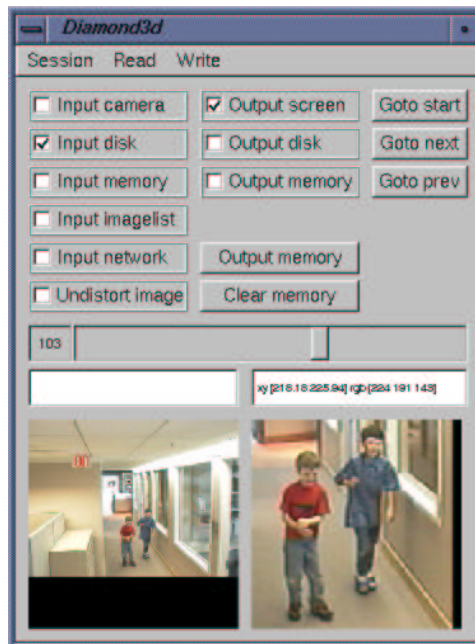 Diamond3d
Session Read Write
Input camera Output screen Goto start
Input disk Output disk Goto next
Input memory Output memory Goto prev
Input imagelist
Input network Output memory
Undistort image Clear memory
103
xy [218.18 225.94] rgb [224 191 143]